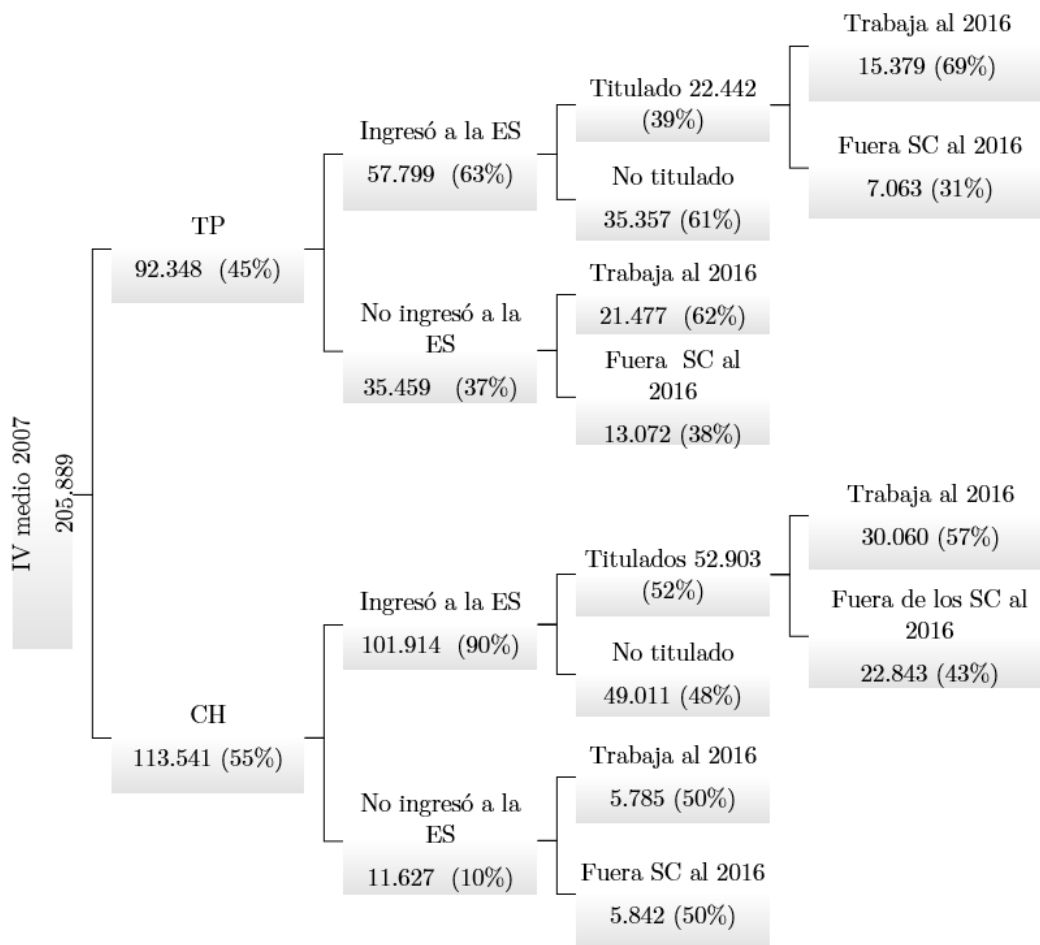 IV medio 2007
205.889
TP
92.348 (45%)
Ingresó a la ES
57.799 (63%)
Titulado 22.442
(39%)
Trabaja al 2016
15.379 (69%)
Fuera SC al 2016
7.063 (31%)
No titulado
35.357 (61%)
No ingresó a la
ES
35.459 (37%)
Trabaja al 2016
21.477 (62%)
Fuera SC al
2016
13.072 (38%)
CH
113.541 (55%)
Ingresó a la ES
101.914 (90%)
Titulados 52.903
(52%)
Trabaja al 2016
30.060 (57%)
Fuera de los SC al
2016
22.843 (43%)
No titulado
49.011 (48%)
No ingresó a la
ES
11.627 (10%)
Trabaja al 2016
5.785 (50%)
Fuera SC al 2016
5.842 (50%)